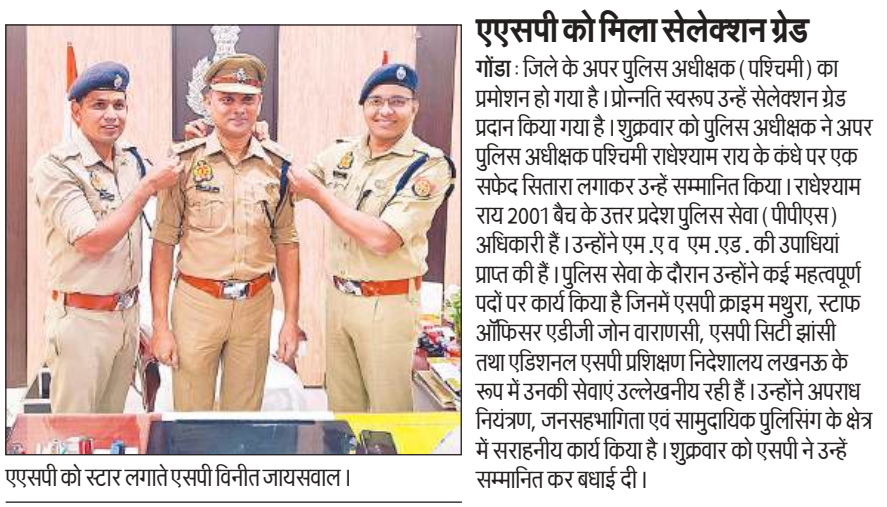 एएसपी को मिला सेलेक्शन ग्रेड
गोंडा : जिले के अपर पुलिस अधीक्षक ( पश्चिमी ) का
प्रमोशन हो गया है । प्रोन्नति स्वरूप उन्हें सेलेक्शन ग्रेड
प्रदान किया गया है । शुक्रवार को पुलिस अधीक्षक ने अपर
पुलिस अधीक्षक पश्चिमी राधेश्याम राय के कंधे पर एक
सफेद सितारा लगाकर उन्हें सम्मानित किया । राधेश्याम
राय 2001 बैच के उत्तर प्रदेश पुलिस सेवा ( पीपीएस )
अधिकारी हैं । उन्होंने एम .ए व एम .एड . की उपाधियां
प्राप्त की हैं । पुलिस सेवा के दौरान उन्होंने कई महत्वपूर्ण
पदों पर कार्य किया है जिनमें एसपी क्राइम मथुरा, स्टाफ
ऑफिसर एडीजी जोन वाराणसी, एसपी सिटी झांसी
तथा एडिशनल एसपी प्रशिक्षण निदेशालय लखनऊ के
रूप में उनकी सेवाएं उल्लेखनीय रही हैं । उन्होंने अपराध
नियंत्रण, जनसहभागिता एवं सामुदायिक पुलिसिंग के क्षेत्र
में सराहनीय कार्य किया है । शुक्रवार को एसपी ने उन्हें
सम्मानित कर बधाई दी ।
एएसपी को स्टार लगाते एसपी विनीत जायसवाल ।